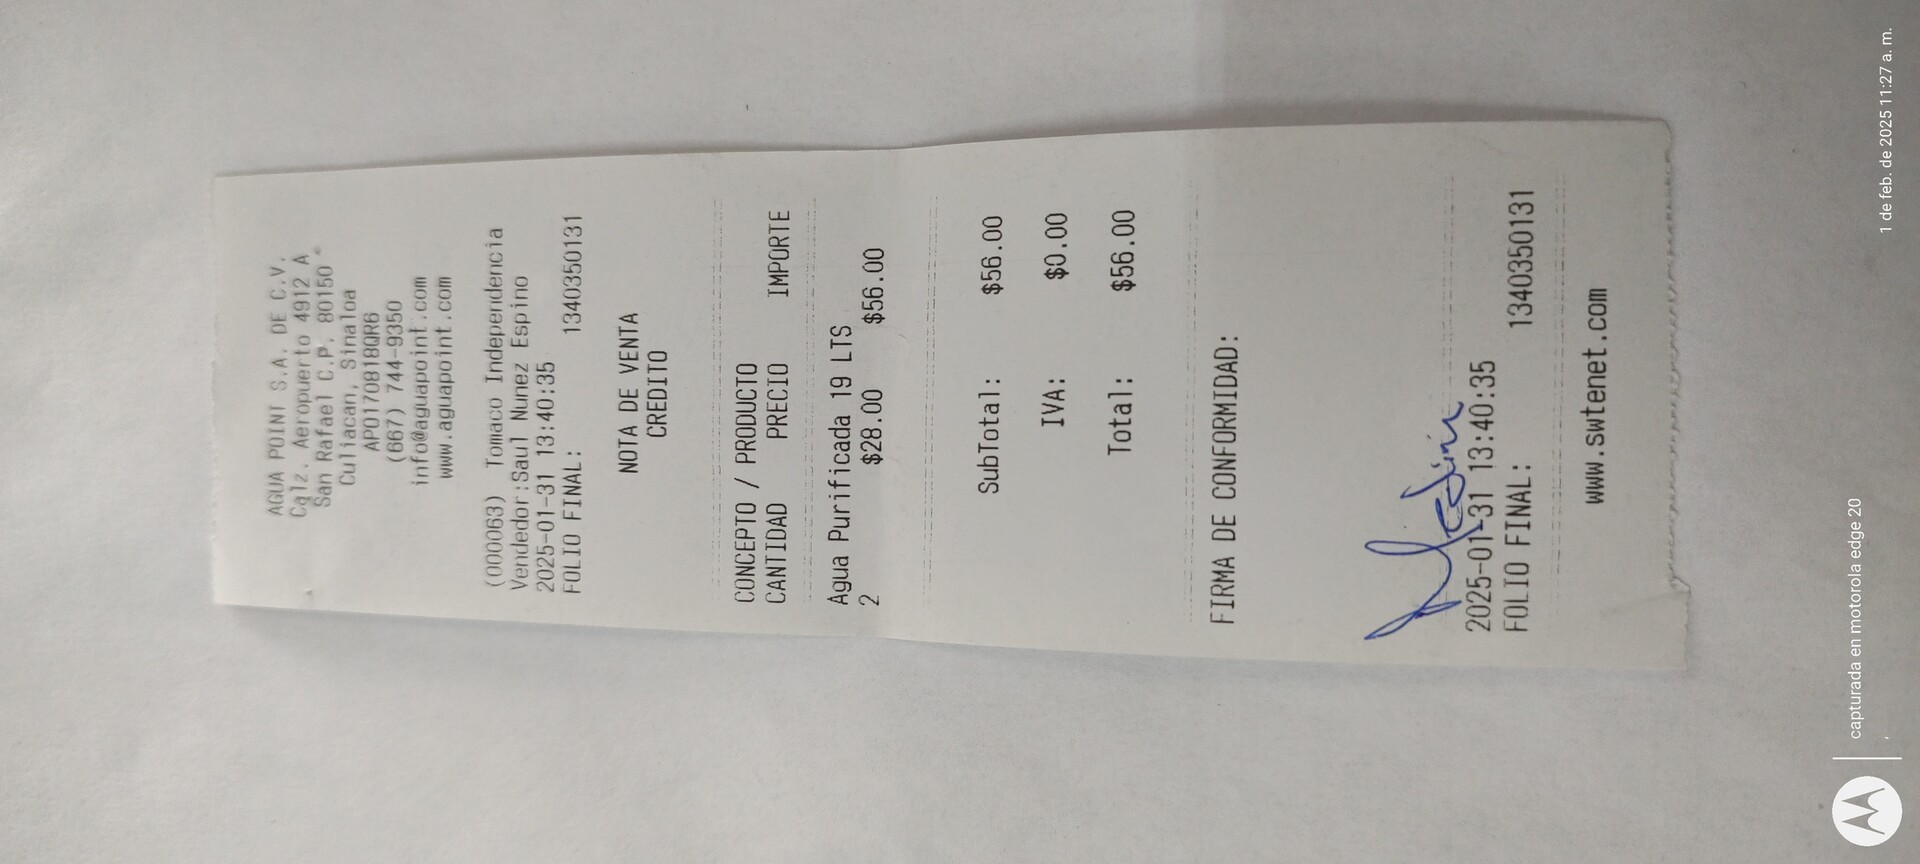 AGUA POINT S.A. DE C.V.
Calz. Aeropuerto 4912 A
San Rafael C.P. 80150
Culiacan, Sinaloa
APO170818QR6
(667) 744-9350
info@aguapoint.com
www.aguapoint.com
(000063) Tomaco Independencia
Vendedor:Saul Nunez Espino
2025-01-31 13:40:35
FOLIO FINAL: 1340350131
NOTA DE VENTA
CREDITO
CONCEPTO / PRODUCTO
CANTIDAD PRECIO IMPORTE
Agua Purificada 19 LTS
2 $28.00 $56.00
SubTotal: $56.00
IVA: $0.00
Total: $56.00
FIRMA DE CONFORMIDAD:
2025-01-31 13:40:35
FOLIO FINAL: 1340350131
www.swtenet.com
capturada en motorola edge 20
1 de feb. de 2025 11:27 a. m.